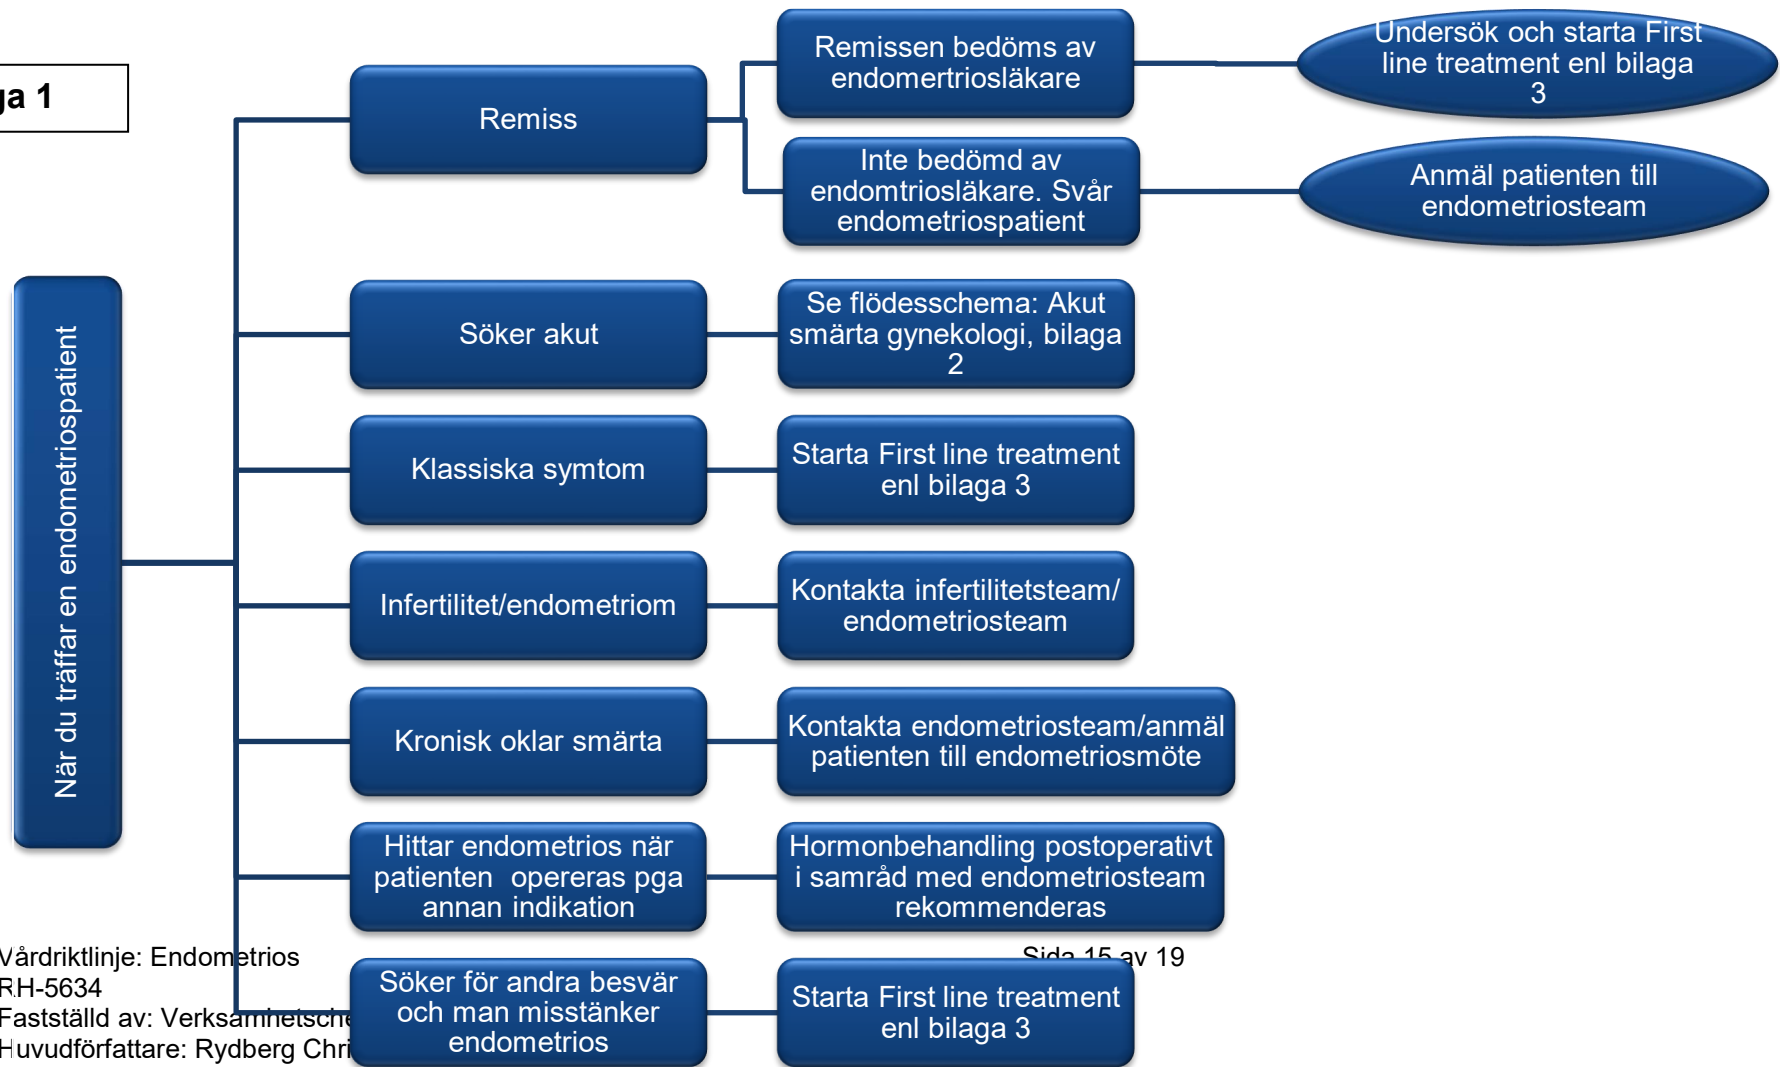 ga 1
När du träffar en endometriospatient
Remiss
Remissen bedöms av
endomertriosläkare
Undersök och starta First
line treatment enl bilaga
3
Inte bedömd av
endomtriosläkare. Svår
endometriospatient
Anmäl patienten till
endometriosteam
Söker akut
Se flödesschema: Akut
smärta gynekologi, bilaga
2
Klassiska symtom
Starta First line treatment
enl bilaga 3
Infertilitet/endometriom
Kontakta infertilitetsteam/
endometriosteam
Kronisk oklar smärta
Kontakta endometriosteam/anmäl
patienten till endometriosmöte
Hittar endometrios när
patienten opereras pga
annan indikation
Hormonbehandling postoperativt
i samråd med endometriosteam
rekommenderas
Söker för andra besvär
och man misstänker
endometrios
Starta First line treatment
enl bilaga 3
Vårdriktlinje: Endometrios
Sida 15 av 19
RH-5634
Fastställd av: Verksamhetsche
Huvudförfattare: Rydberg Chri